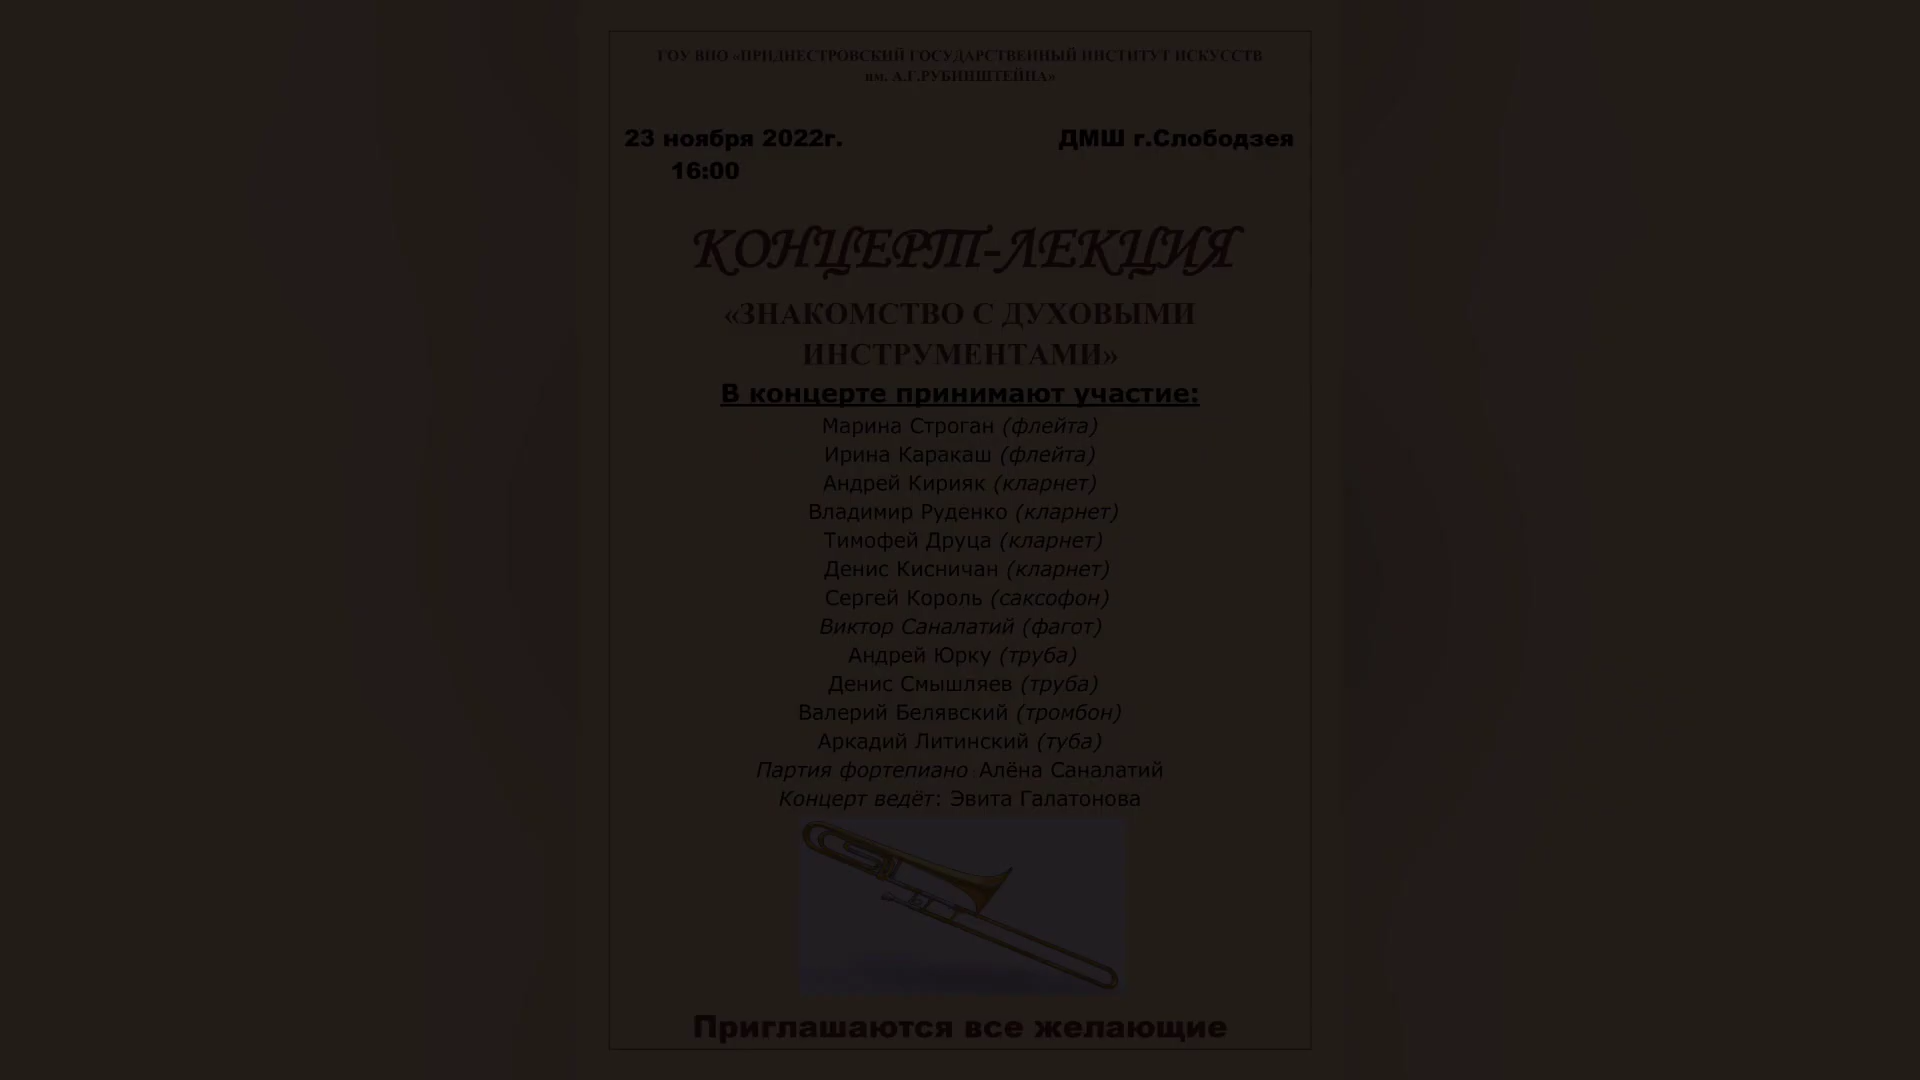 ГОУ ВПО «ПРИДНЕСТРОВСКИЙ ГОСУДАРСТВЕННЫЙ ИНСТИТУТ ИСКУССТВ
им. А.Г.РУБИНШТЕЙНА»
23 ноября 2022г. ДМШ г.Слободзея
16:00
КОНЦЕРТ-ЛЕКЦИЯ
«ЗНАКОМСТВО С ДУХОВЫМИ
ИНСТРУМЕНТАМИ»
В концерте принимают участие:
Марина Строган (флейта)
Ирина Каракаш (флейта)
Андрей Кирияк (кларнет)
Владимир Руденко (кларнет)
Тимофей Друца (кларнет)
Денис Кисничан (кларнет)
Сергей Король (саксофон)
Виктор Саналатий (фагот)
Андрей Юрку (труба)
Денис Смышляев (труба)
Валерий Белявский (тромбон)
Аркадий Литинский (туба)
Партия фортепиано Алёна Саналатий
Концерт ведёт: Эвита Галатонова
Приглашаются все желающие